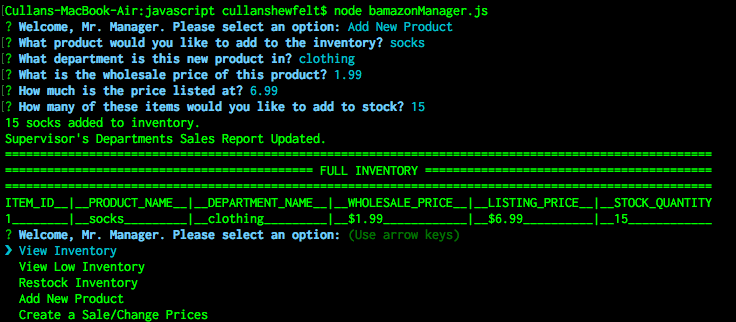 [Cullans-MacBook-Air:javascript cullanshewfelt$ node bamazonManager.js
[? Welcome, Mr. Manager. Please select an option: Add New Product
[? What product would you like to add to the inventory? socks
[? What department is this new product in? clothing
[? What is the wholesale price of this product? 1.99
[? How much is the price listed at? 6.99
[? How many of these items would you like to add to stock? 15
15 socks added to inventory.
Supervisor's Departments Sales Report Updated.
=====================================================================================================
============================================ FULL INVENTORY =========================================
=====================================================================================================
ITEM_ID__|__PRODUCT_NAME__|__DEPARTMENT_NAME__|__WHOLESALE_PRICE__|__LISTING_PRICE__|__STOCK_QUANTITY
1________|__socks_________|__clothing_________|__$1.99____________|__$6.99__________|__15____________
? Welcome, Mr. Manager. Please select an option: (Use arrow keys)
❯ View Inventory
View Low Inventory
Restock Inventory
Add New Product
Create a Sale/Change Prices